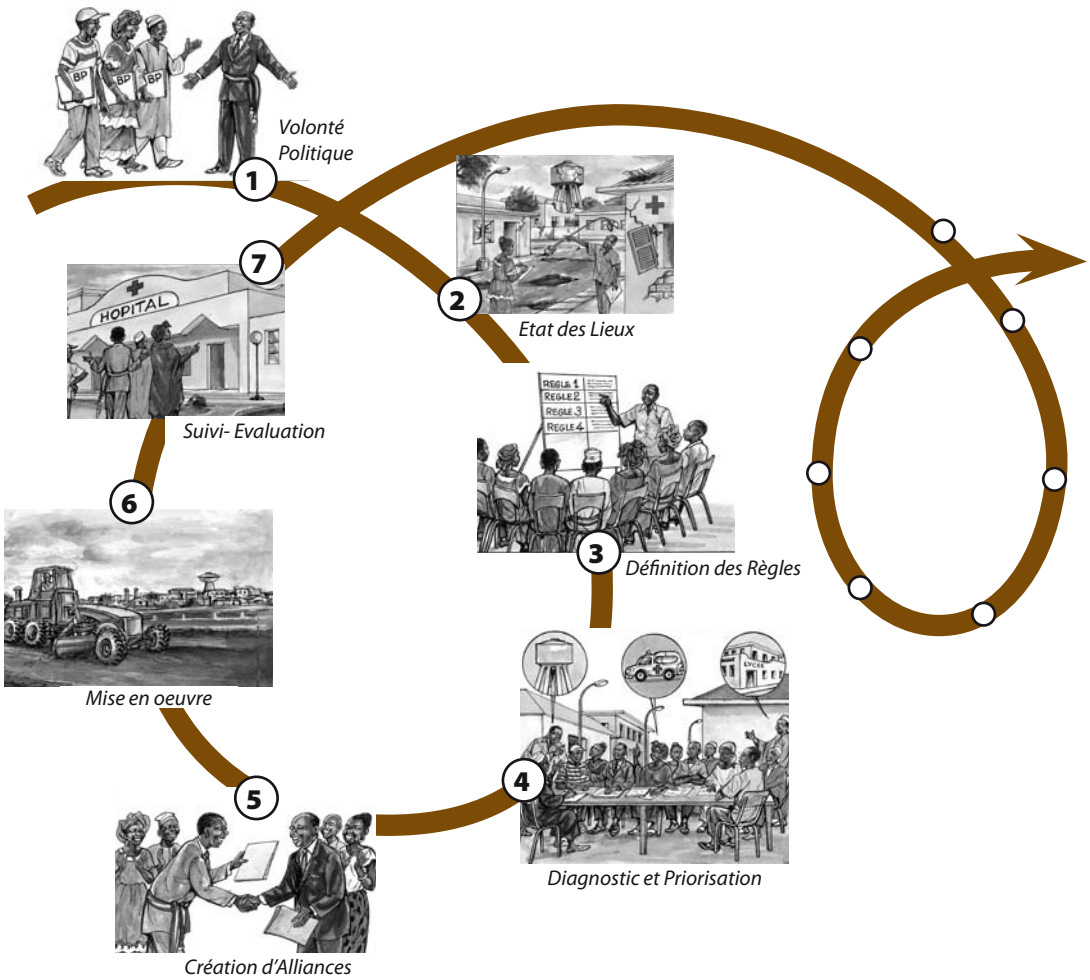 BP
BP
BP
Volonté
Politique
1
2
Etat des Lieux
REGLE 1
REGLE 2
REGLE 3
REGLE 4
3
Définition des Règles
LYCEE
4
Diagnostic et Priorisation
5
Création d'Alliances
6
Mise en oeuvre
7
HOPITAL
Suivi- Evaluation